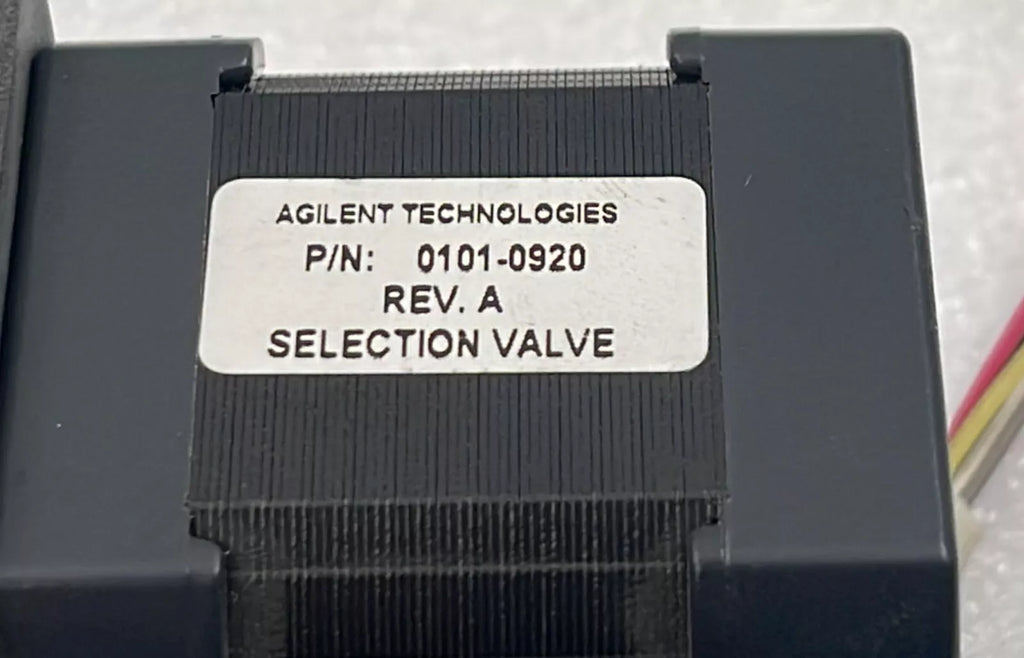 AGILENT TECHNOLOGIES
P/N: 0101-0920
REV. A
SELECTION VALVE